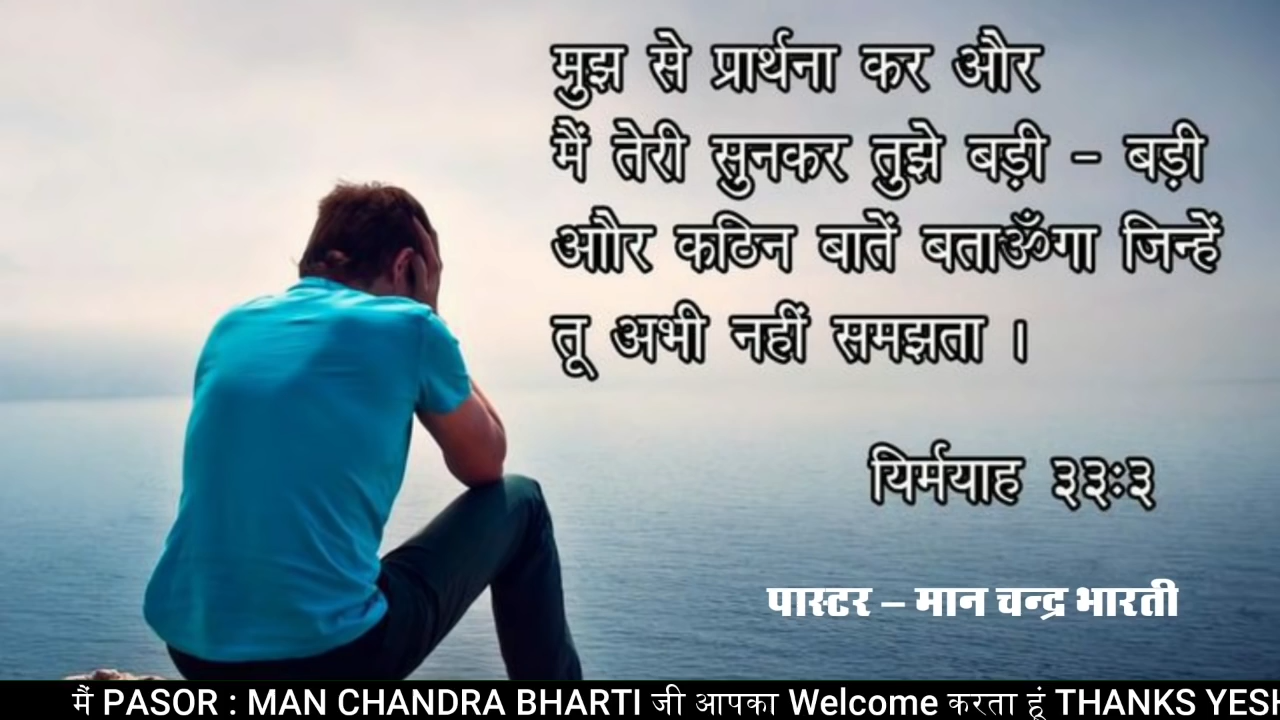 मुझ से प्रार्थना कर और
मैं तेरी सुनकर तुझे बड़ी - बड़ी
और कठिन बातें बताॐगा जिन्हें
तू अभी नहीं समझता ।
यिर्मयाह ३३:३
पास्टर – मान चन्द्र भारती
मैं PASOR : MAN CHANDRA BHARTI जी आपका Welcome करता हूं THANKS